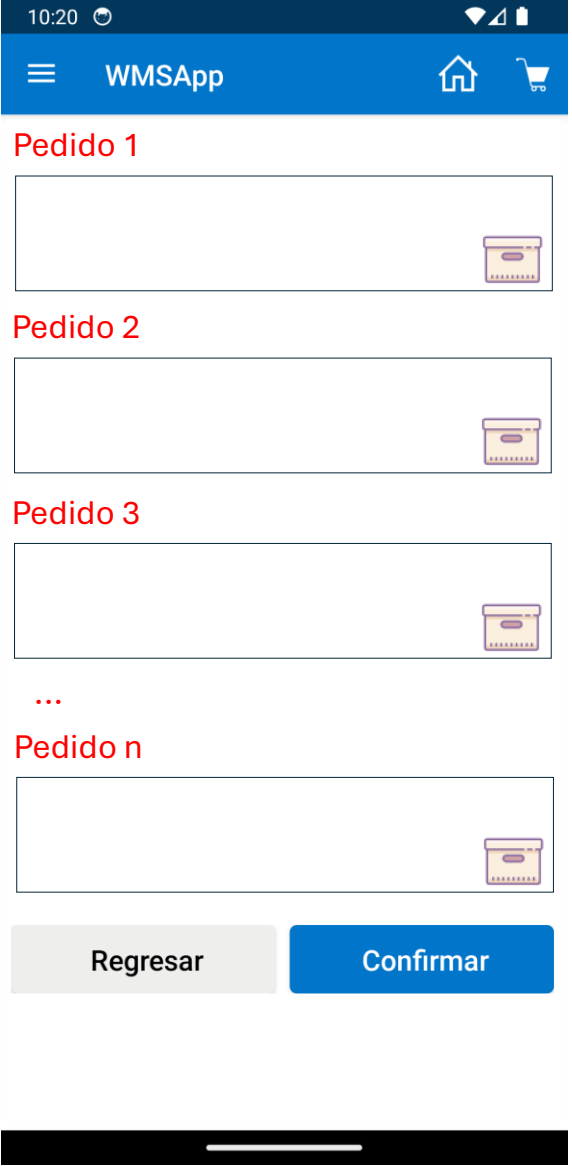 10:20
WMSApp
Pedido 1
Pedido 2
Pedido 3
...
Pedido n
Regresar
Confirmar